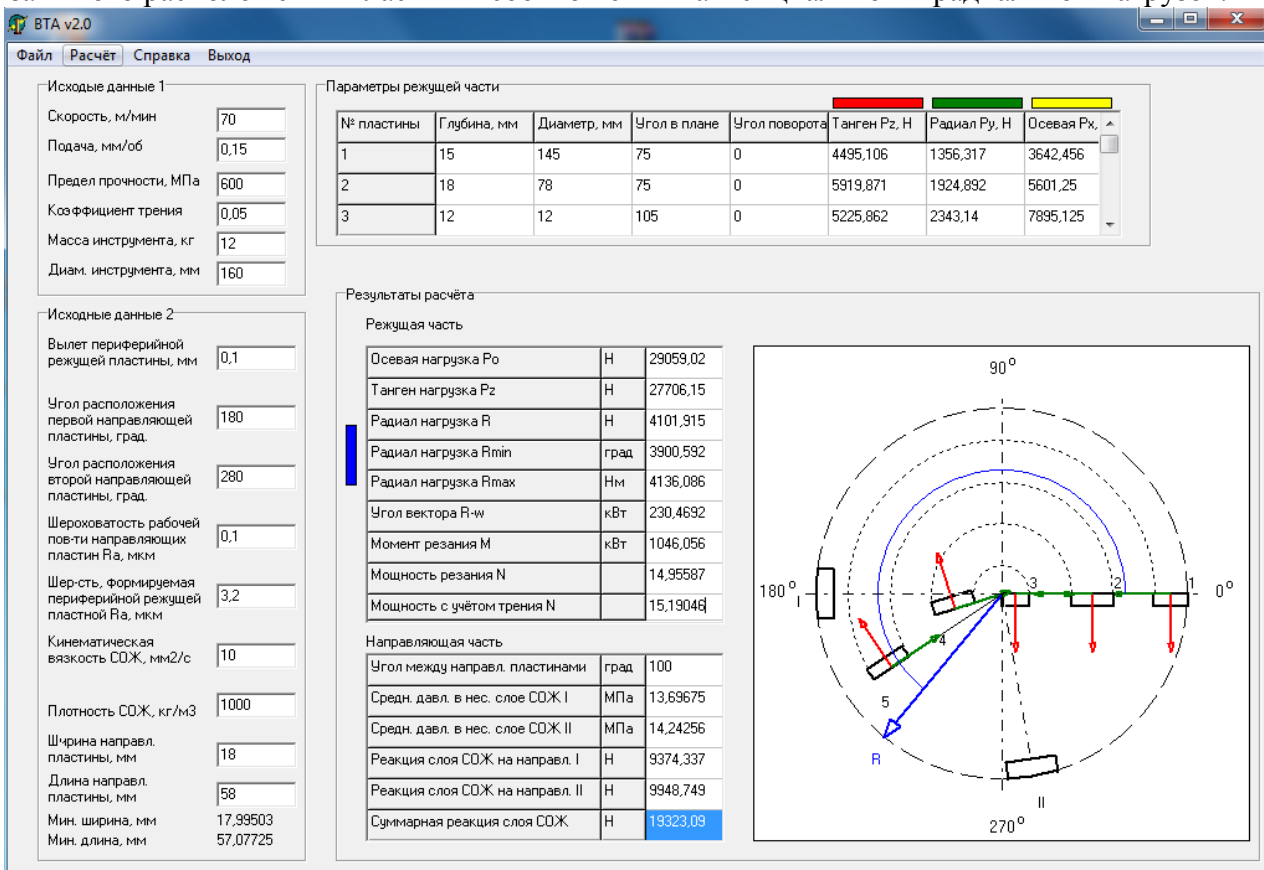 BTA v2.0
Файл Расчёт Справка Выход
Исходые данные 1
Скорость, м/мин 70
Подача, мм/об 0,15
Предел прочности, МПа 600
Коэффициент трения 0,05
Масса инструмента, кг 12
Диам. инструмента, мм 160
Исходные данные 2
Вылет периферийной
режущей пластины, мм 0,1
Угол расположения
первой направляющей 180
пластины, град.
Угол расположения
второй направляющей 280
пластины, град.
Шероховатость рабочей
пов-ти направляющих 0,1
пластин Ra, мкм
Шер-сть, формируемая
периферийной режущей 3,2
пластной Ra, мкм
Кинематическая
вязкость СОЖ, мм2/с 10
Плотность СОЖ, кг/м3 1000
Шчрина направл.
пластины, мм 18
Длина направл.
пластины, мм 58
Мин. ширина, мм 17,99503
Мин. длина, мм 57,07725
Параметры режущей части
№ пластины Глубина, мм Диаметр, мм Угол в плане Угол поворота Танген Pz, Н Радиал Py, Н Осевая Px,
1 15 145 75 0 4495,106 1356,317 3642,456
2 18 78 75 0 5919,871 1924,892 5601,25
3 12 12 105 0 5225,862 2343,14 7895,125
Результаты расчёта
Режущая часть
Осевая нагрузка Po Н 29059,02
Танген нагрузка Pz Н 27706,15
Радиал нагрузка R Н 4101,915
Радиал нагрузка Rmin град 3900,592
Радиал нагрузка Rmax Нм 4136,086
Угол вектора R-w кВт 230,4692
Момент резания M кВт 1046,056
Мощность резания N 14,95587
Мощность с учётом трения N 15,19046
Направляющая часть
Угол между направл. пластинами град 100
Средн. давл. в нес. слое СОЖ I МПа 13,69675
Средн. давл. в нес. слое СОЖ II МПа 14,24256
Реакция слоя СОЖ на направл. I Н 9374,337
Реакция слоя СОЖ на направл. II Н 9948,749
Суммарная реакция слоя СОЖ Н 19323,09
90°
180° I 3 2 1 0°
4
5
R
II
270°